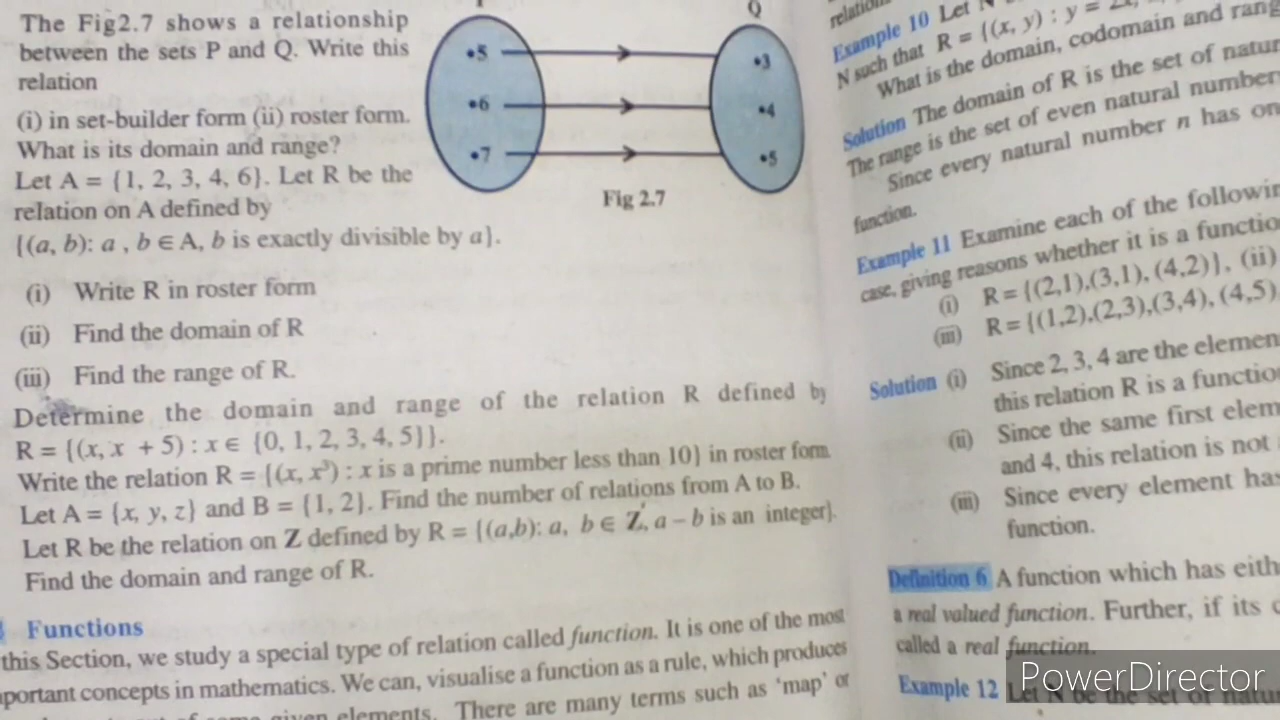 The Fig2.7 shows a relationship
between the sets P and Q. Write this
relation
(i) in set-builder form (ii) roster form.
What is its domain and range?
Let A = {1, 2, 3, 4, 6}. Let R be the
relation on A defined by
{(a, b): a , b ∈ A, b is exactly divisible by a}.
(i) Write R in roster form
(ii) Find the domain of R
(iii) Find the range of R.
Determine the domain and range of the relation R defined by
R = {(x, x + 5) : x ∈ {0, 1, 2, 3, 4, 5}}.
Write the relation R = {(x, x³) : x is a prime number less than 10} in roster form.
Let A = {x, y, z} and B = {1, 2}. Find the number of relations from A to B.
Let R be the relation on Z defined by R = {(a,b): a, b ∈ Z, a – b is an integer}.
Find the domain and range of R.
Functions
this Section, we study a special type of relation called function. It is one of the most
portant concepts in mathematics. We can, visualise a function as a rule, which produces
given elements. There are many terms such as ‘map’ or
Q
•5
•6
•7
•3
•4
•5
Fig 2.7
Example 10 Let N
N such that R = {(x, y) : y =
What is the domain, codomain and rang
Solution The domain of R is the set of natur
The range is the set of even natural number
Since every natural number n has on
function.
Example 11 Examine each of the followin
case, giving reasons whether it is a functio
(i) R = {(2,1),(3,1), (4,2)}, (ii)
(iii) R = {(1,2),(2,3),(3,4), (4,5)
Solution (i) Since 2, 3, 4 are the elemen
this relation R is a functio
(ii) Since the same first elem
and 4, this relation is not
(iii) Since every element has
function.
Definition 6 A function which has eith
a real valued function. Further, if its
called a real function.
Example 12 Let N be the set of natu
PowerDirector